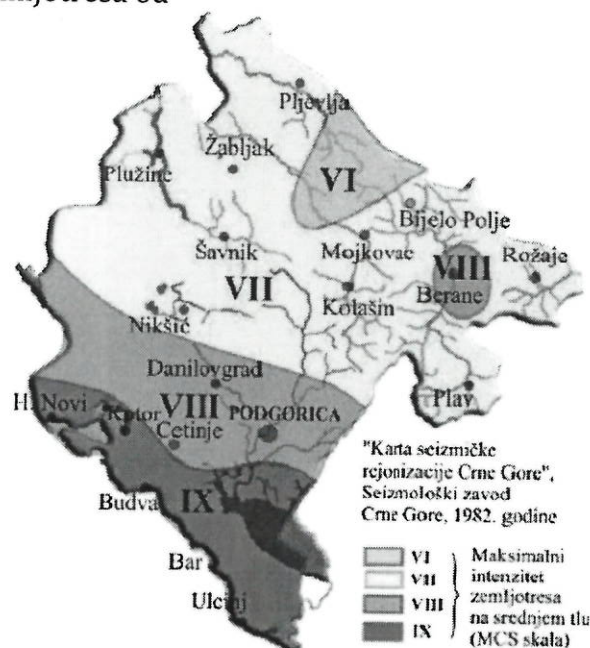 Pljevlja
Žabljak
Plužine
VI
Bijelo Polje
Šavnik
Mojkovac
VIII
Rožaje
VII
Berane
Kolašin
Nikšić
Danilovgrad
Plav
H. Novi
VIII
Kotor
PODGORICA
Cetinje
"Karta seizmičke
rejonizacije Crne Gore",
Seizmološki zavod
Crne Gore, 1982. godine
IX
Budva
Bar
Ulcinj
VI
VII
VIII
IX
Maksimalni
intenzitet
zemljotresa
na srednjem tlu
(MCS skala)